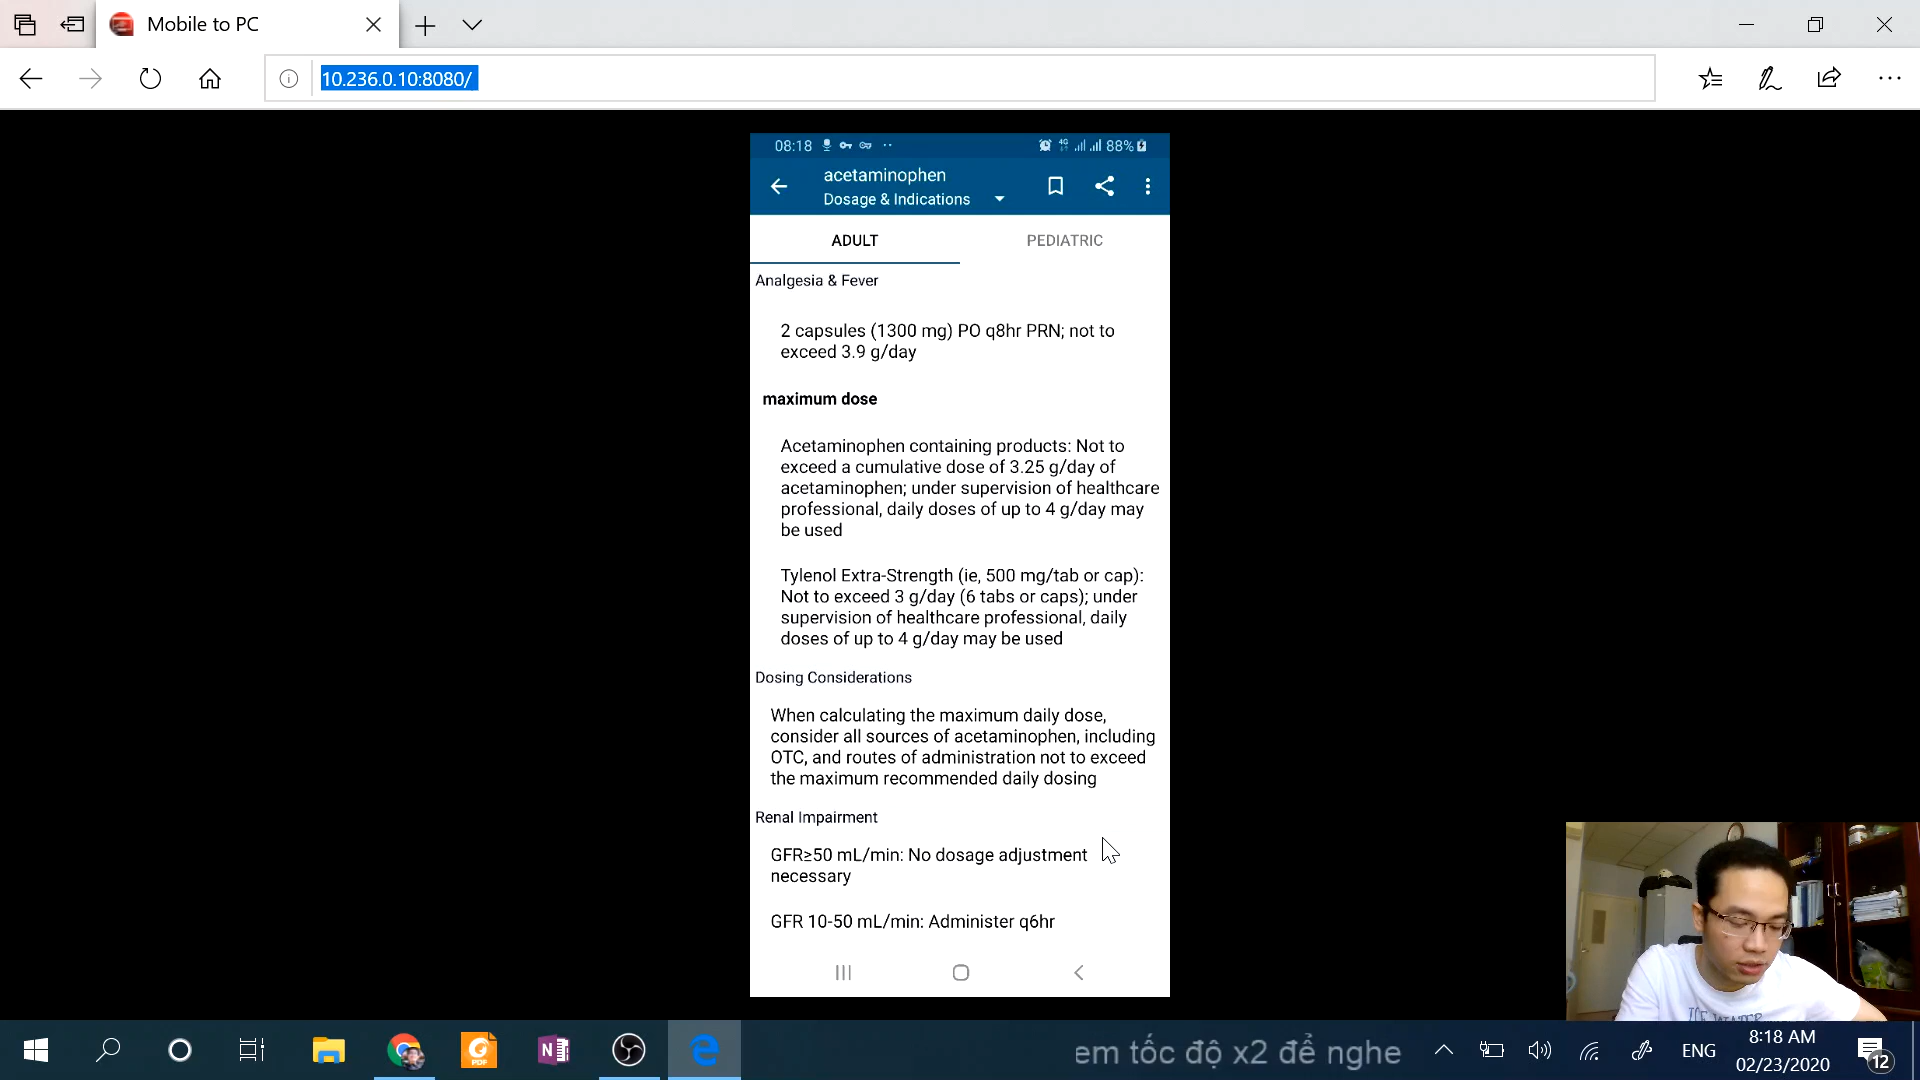 Mobile to PC
10.236.0.10:8080/
08:18
4G
88%
acetaminophen
Dosage & Indications
ADULT
PEDIATRIC
Analgesia & Fever
2 capsules (1300 mg) PO q8hr PRN; not to
exceed 3.9 g/day
maximum dose
Acetaminophen containing products: Not to
exceed a cumulative dose of 3.25 g/day of
acetaminophen; under supervision of healthcare
professional, daily doses of up to 4 g/day may
be used
Tylenol Extra-Strength (ie, 500 mg/tab or cap):
Not to exceed 3 g/day (6 tabs or caps); under
supervision of healthcare professional, daily
doses of up to 4 g/day may be used
Dosing Considerations
When calculating the maximum daily dose,
consider all sources of acetaminophen, including
OTC, and routes of administration not to exceed
the maximum recommended daily dosing
Renal Impairment
GFR≥50 mL/min: No dosage adjustment
necessary
GFR 10-50 mL/min: Administer q6hr
PDF
N
em tốc độ x2 để nghe
ENG
8:18 AM
02/23/2020
12